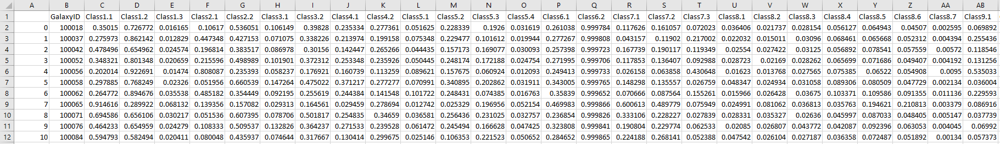 A B C D E F G H I J K L M N O P Q R S T U V W X Y Z AA AB
1 GalaxyID Class1.1 Class1.2 Class1.3 Class2.1 Class2.2 Class3.1 Class3.2 Class4.1 Class4.2 Class5.1 Class5.2 Class5.3 Class5.4 Class6.1 Class6.2 Class7.1 Class7.2 Class7.3 Class8.1 Class8.2 Class8.3 Class8.4 Class8.5 Class8.6 Class8.7 Class9.1
2 0 100018 0.35015 0.726772 0.016165 0.10617 0.536051 0.106149 0.39828 0.235334 0.277361 0.051625 0.228339 0.1926 0.031619 0.261038 0.999784 0.117626 0.161057 0.072023 0.036406 0.021737 0.028154 0.056127 0.064943 0.04507 0.002595 0.069892
3 1 100037 0.275973 0.862142 0.012829 0.447348 0.427153 0.071075 0.338226 0.213974 0.199158 0.075348 0.229477 0.101612 0.019944 0.277267 0.999808 0.043157 0.11902 0.217002 0.022032 0.015011 0.03096 0.068461 0.065668 0.052312 0.004394 0.255436
4 2 100042 0.478496 0.654962 0.024574 0.196814 0.383517 0.086978 0.30156 0.142447 0.265266 0.044435 0.157173 0.169077 0.030093 0.257398 0.999723 0.167739 0.190117 0.119349 0.02554 0.027422 0.03125 0.056892 0.078541 0.057559 0.00572 0.118546
5 3 100052 0.348321 0.801348 0.020659 0.215596 0.498989 0.101901 0.372312 0.253348 0.235926 0.050445 0.248174 0.172188 0.024754 0.271995 0.999706 0.117853 0.136407 0.092988 0.028723 0.02169 0.028262 0.065699 0.071686 0.049407 0.004192 0.131256
6 4 100056 0.202014 0.922691 0.01474 0.808087 0.235393 0.058237 0.176921 0.160739 0.113259 0.089621 0.157675 0.060924 0.012093 0.249413 0.999733 0.026158 0.063858 0.430648 0.01623 0.013768 0.027565 0.075385 0.06522 0.054908 0.0095 0.535033
7 5 100058 0.297885 0.768249 0.02326 0.051956 0.660539 0.147264 0.475022 0.371217 0.277277 0.070991 0.340895 0.202862 0.031911 0.343005 0.999765 0.148298 0.135557 0.026759 0.048347 0.024934 0.031058 0.089306 0.080509 0.047729 0.002134 0.036004
8 6 100062 0.264772 0.894676 0.035538 0.485182 0.354449 0.092195 0.255619 0.244384 0.141548 0.101722 0.248431 0.074385 0.016763 0.35839 0.999652 0.070666 0.087564 0.155261 0.015966 0.026428 0.03675 0.103371 0.109586 0.091355 0.011136 0.229593
9 7 100065 0.914616 0.289922 0.068132 0.139356 0.157082 0.029313 0.164561 0.029459 0.278694 0.012742 0.025329 0.196956 0.052154 0.469983 0.999866 0.600613 0.489779 0.075949 0.024991 0.081062 0.036813 0.035763 0.194621 0.210813 0.003379 0.086916
10 8 100071 0.694586 0.656106 0.030217 0.051536 0.607395 0.078706 0.501817 0.254835 0.34659 0.036581 0.256436 0.231025 0.032757 0.236854 0.999826 0.333106 0.228227 0.027839 0.028331 0.035327 0.02636 0.045997 0.087033 0.048405 0.005147 0.037739
11 9 100076 0.464233 0.654959 0.024279 0.108333 0.509537 0.132826 0.364237 0.271533 0.239528 0.061472 0.245494 0.166628 0.047425 0.323808 0.999841 0.190804 0.229774 0.062533 0.02085 0.026807 0.043772 0.042087 0.092396 0.063053 0.004045 0.06992
12 10 100084 0.594793 0.582494 0.020411 0.080048 0.435937 0.074644 0.317667 0.130414 0.299675 0.025146 0.106353 0.221523 0.050652 0.284652 0.999865 0.224188 0.268141 0.052388 0.047542 0.026104 0.027187 0.036358 0.072487 0.051892 0.00134 0.057373